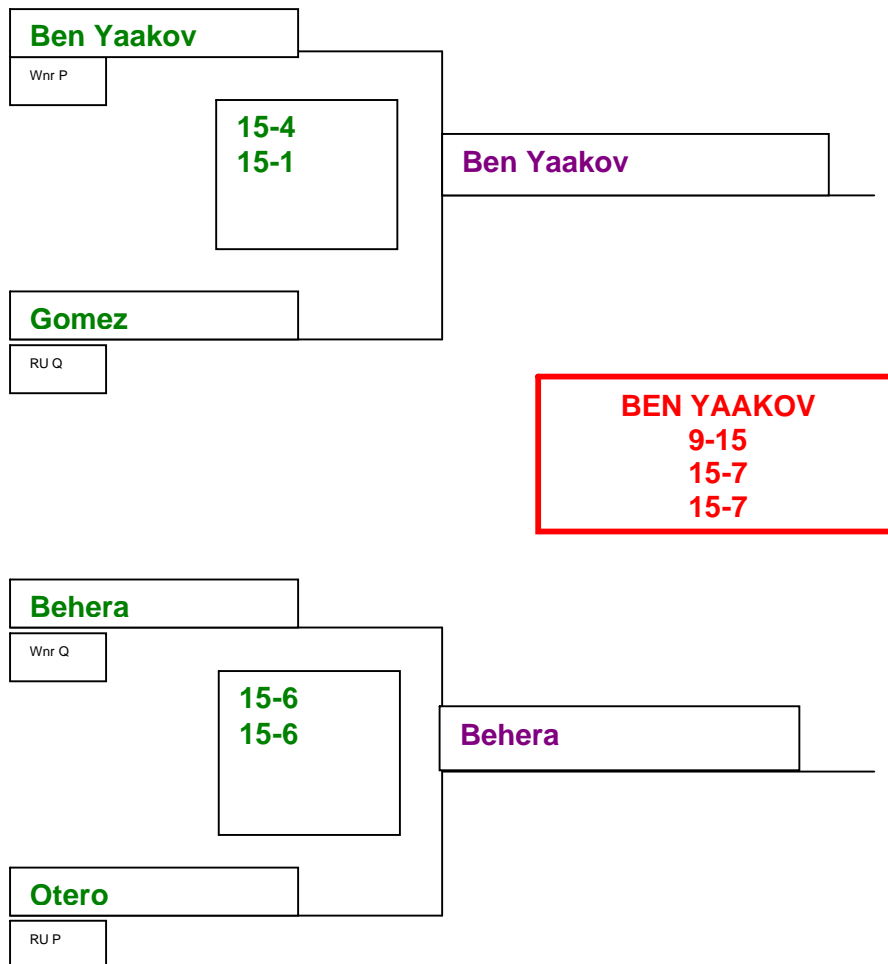 Ben Yaakov
Wnr P
15-4
15-1
Ben Yaakov
Gomez
RU Q
BEN YAAKOV
9-15
15-7
15-7
Behera
Wnr Q
15-6
15-6
Behera
Otero
RU P